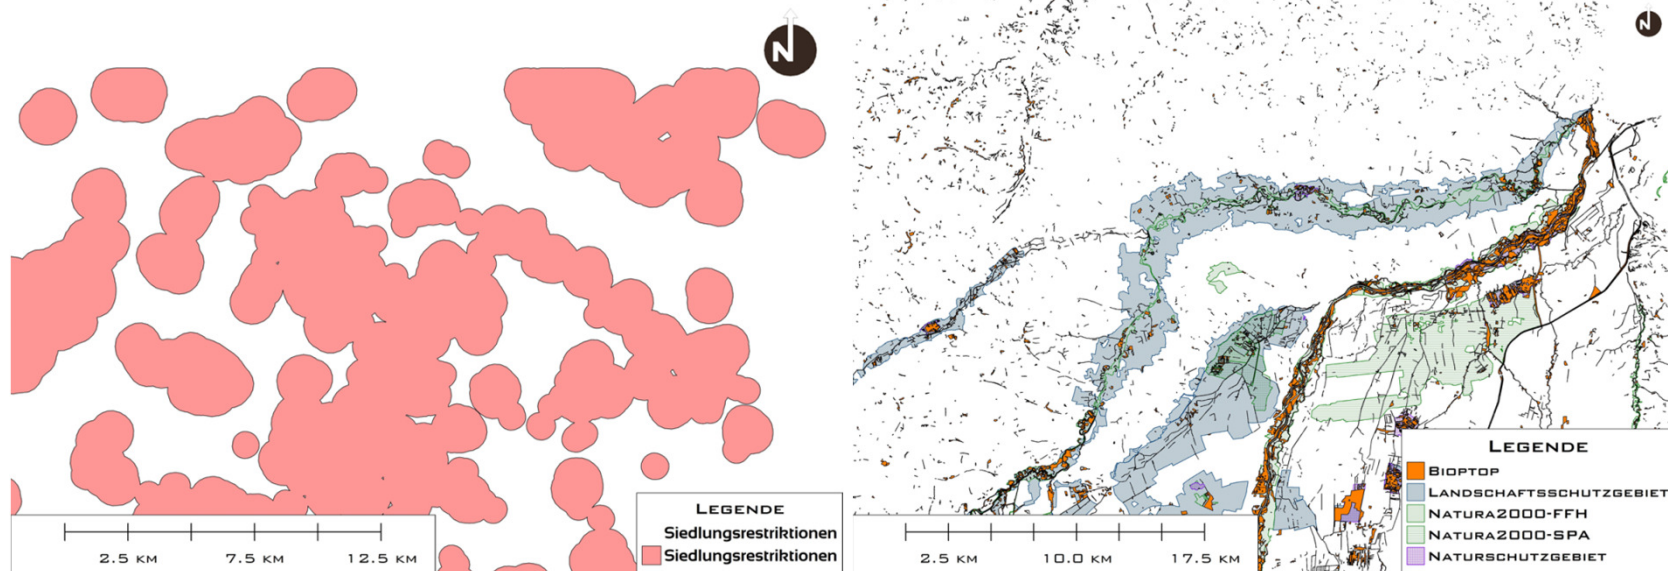 N
LEGENDE
Siedlungsrestriktionen
Siedlungsrestriktionen
2.5 KM 7.5 KM 12.5 KM
N
LEGENDE
BIOPTOP
LANDSCHAFTSSCHUTZGEBIET
NATURA2000-FFH
NATURA2000-SPA
NATURSCHUTZGEBIET
2.5 KM 10.0 KM 17.5 KM